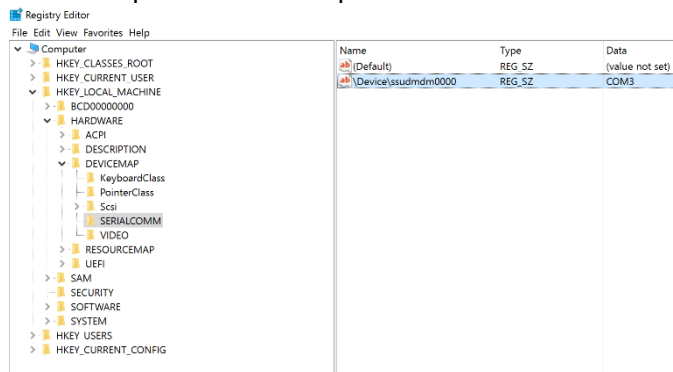 Registry Editor
File Edit View Favorites Help
Computer
HKEY_CLASSES_ROOT
HKEY_CURRENT_USER
HKEY_LOCAL_MACHINE
BCD00000000
HARDWARE
ACPI
DESCRIPTION
DEVICEMAP
KeyboardClass
PointerClass
Scsi
SERIALCOMM
VIDEO
RESOURCEMAP
UEFI
SAM
SECURITY
SOFTWARE
SYSTEM
HKEY_USERS
HKEY_CURRENT_CONFIG
Name Type Data
(Default) REG_SZ (value not set)
\Device\ssudmdm0000 REG_SZ COM3